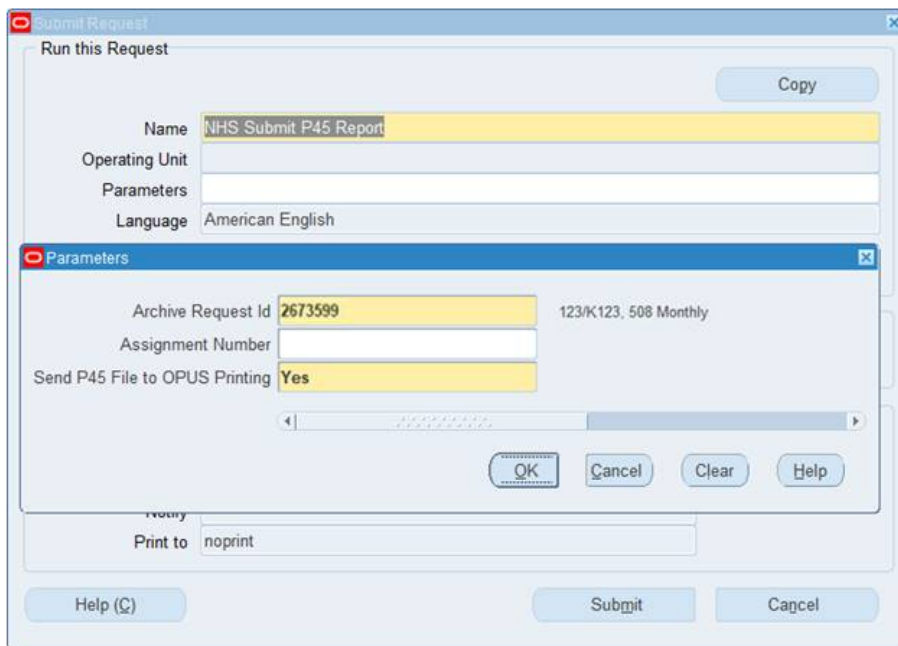 Submit Request
Run this Request
Copy
Name NHS Submit P45 Report
Operating Unit
Parameters
Language American English
Parameters
Archive Request Id 2673599 123/K123, 508 Monthly
Assignment Number
Send P45 File to OPUS Printing Yes
OK Cancel Clear Help
Notify
Print to noprint
Help (C) Submit Cancel